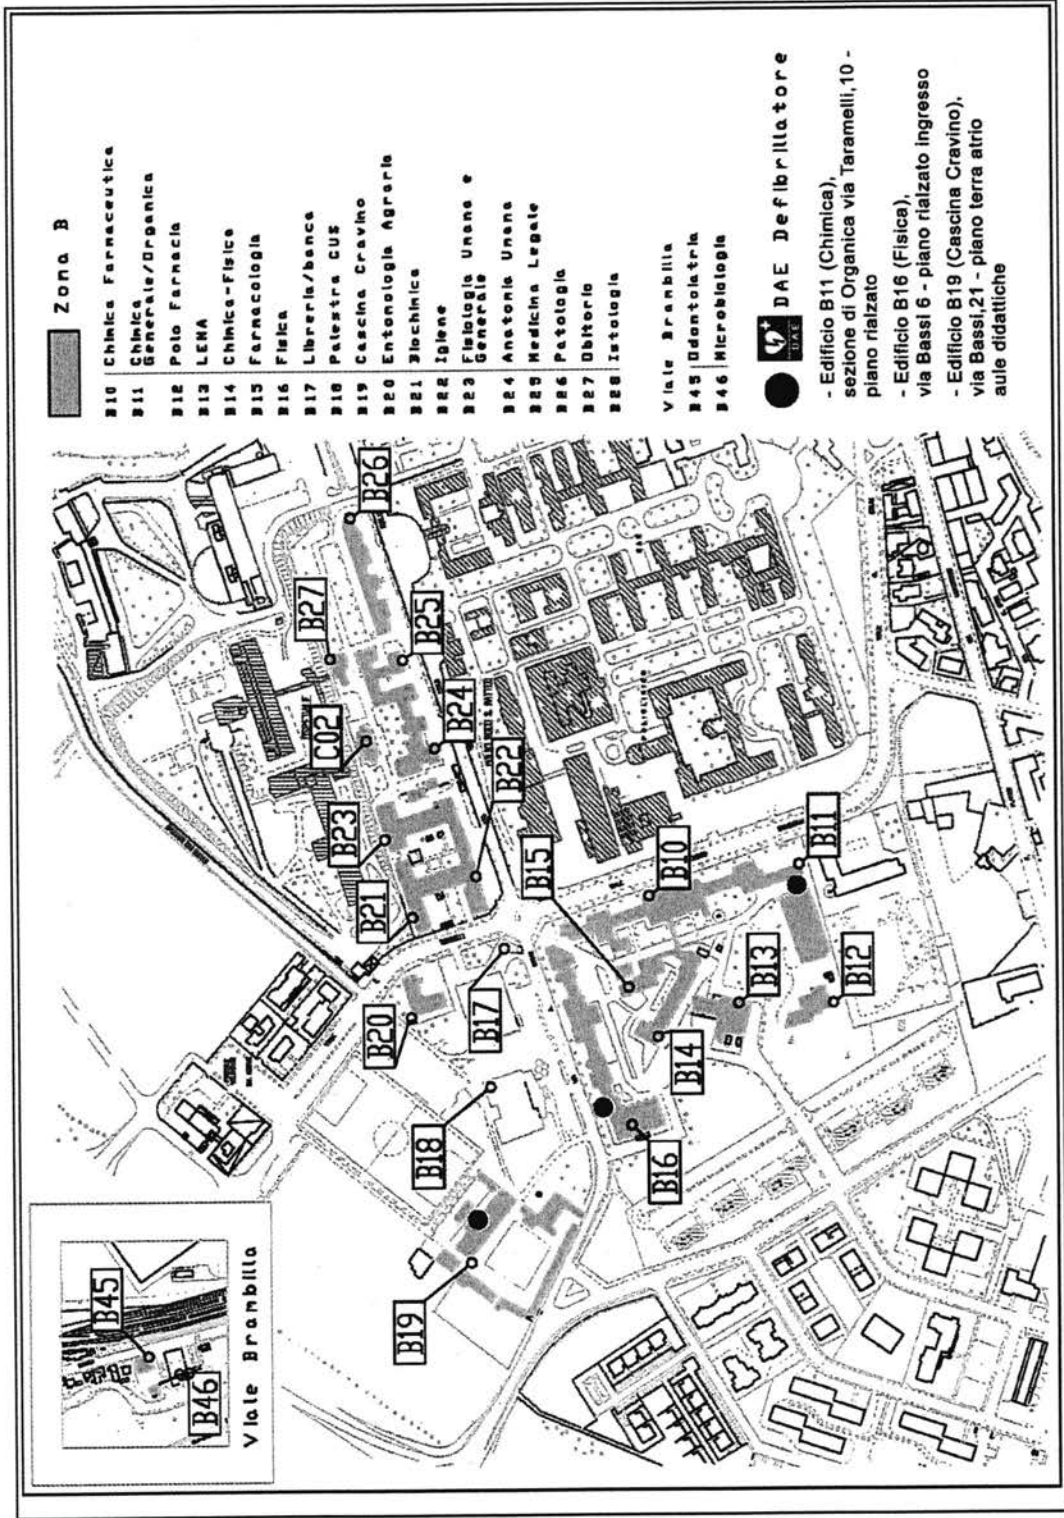 Zona B
B10 Chimica Farmaceutica
B11 Chimica
Generale/Organica
B12 Polo Farmacia
B13 LENA
B14 Chimica-Fisica
B15 Farmacologia
B16 Fisica
B17 Libreria/banca
B18 Palestra CUS
B19 Cascina Cravino
B20 Entomologia Agraria
B21 Biochimica
B22 Igiene
B23 Fisiologia Umana e
Generale
B24 Anatomia Umana
B25 Medicina Legale
B26 Patologia
B27 Obitorio
B28 Istologia
Viale Brambilla
B45 Odontoiatria
B46 Microbiologia
DAE Defibrillatore
DAE
- Edificio B11 (Chimica),
sezione di Organica via Taramelli,10 -
piano rialzato
- Edificio B16 (Fisica),
via Bassi 6 - piano rialzato ingresso
- Edificio B19 (Cascina Cravino),
via Bassi,21 - piano terra atrio
aule didattiche
Viale Brambilla
B45
B46
B26
B27
B25
C02
B24
B23
B22
B21
B15
B10
B11
B20
B17
B13
B12
B14
B18
B16
B19